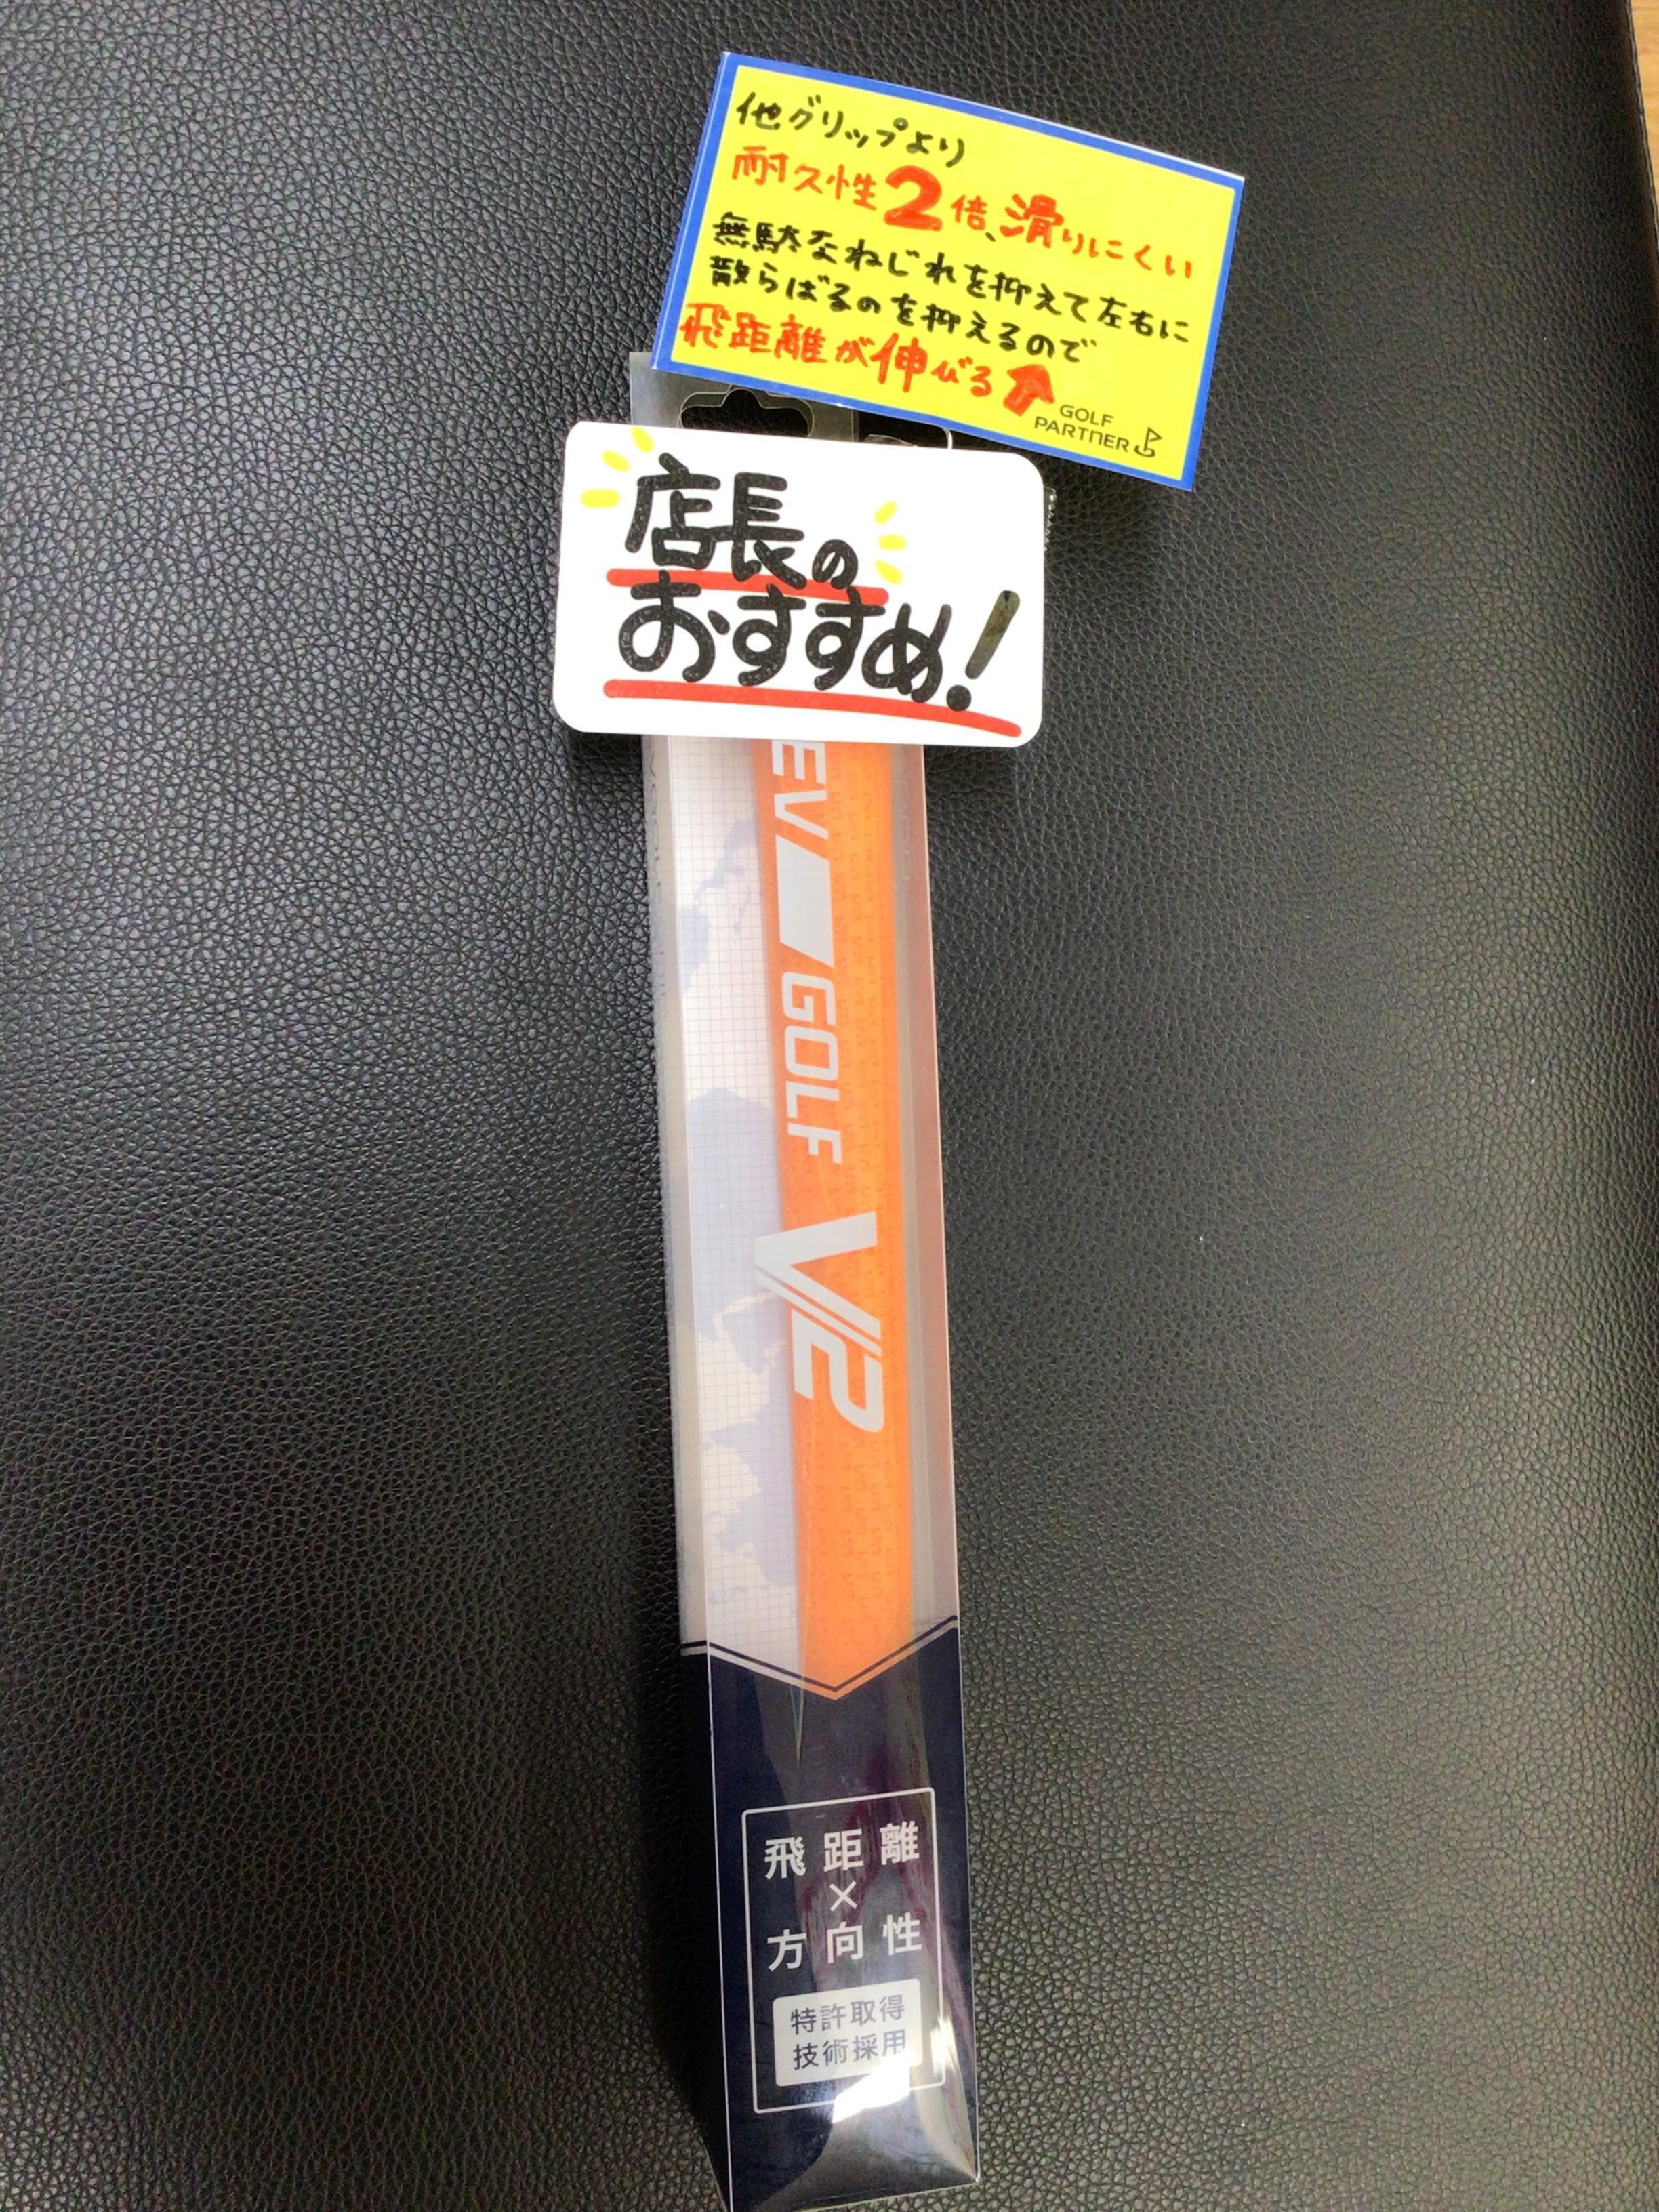 他グリップより
耐久性2倍、滑りにくい
無駄なねじれを抑えて左右に
散らばるのを抑えるので
飛距離が伸びる↑
GOLF
PARTNER
店長の
おすすめ!
EV GOLF V2
飛距離
×
方向性
特許取得
技術採用